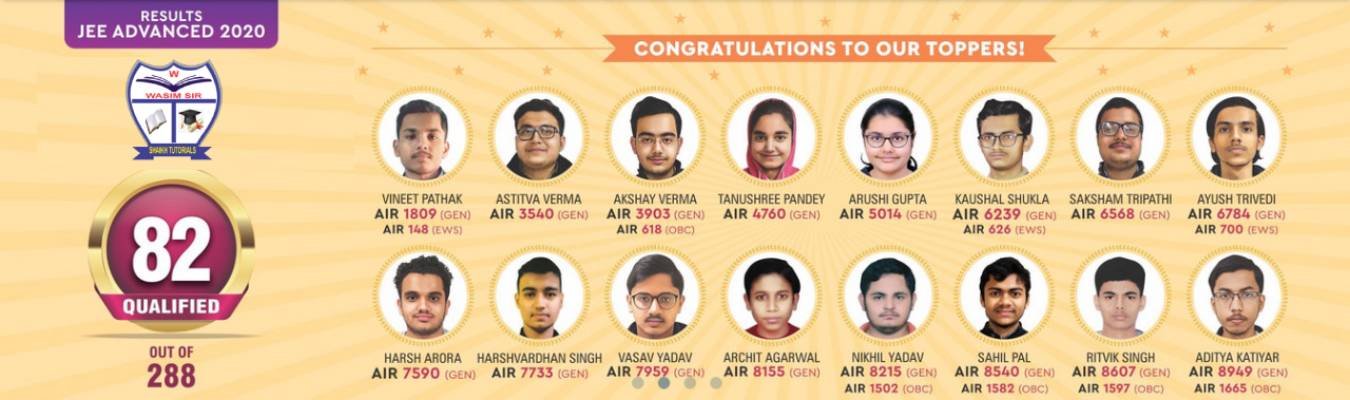 RESULTS
JEE ADVANCED 2020
W
WASIM SIR
SHAIKH TUTORIALS
82
QUALIFIED
OUT OF
288
CONGRATULATIONS TO OUR TOPPERS!
VINEET PATHAK
AIR 1809 (GEN)
AIR 148 (EWS)
ASTITVA VERMA
AIR 3540 (GEN)
AKSHAY VERMA
AIR 3903 (GEN)
AIR 618 (OBC)
TANUSHREE PANDEY
AIR 4760 (GEN)
ARUSHI GUPTA
AIR 5014 (GEN)
KAUSHAL SHUKLA
AIR 6239 (GEN)
AIR 626 (EWS)
SAKSHAM TRIPATHI
AIR 6568 (GEN)
AYUSH TRIVEDI
AIR 6784 (GEN)
AIR 700 (EWS)
HARSH ARORA
AIR 7590 (GEN)
HARSHVARDHAN SINGH
AIR 7733 (GEN)
VASAV YADAV
AIR 7959 (GEN)
ARCHIT AGARWAL
AIR 8155 (GEN)
NIKHIL YADAV
AIR 8215 (GEN)
AIR 1502 (OBC)
SAHIL PAL
AIR 8540 (GEN)
AIR 1582 (OBC)
RITVIK SINGH
AIR 8607 (GEN)
AIR 1597 (OBC)
ADITYA KATIYAR
AIR 8949 (GEN)
AIR 1665 (OBC)